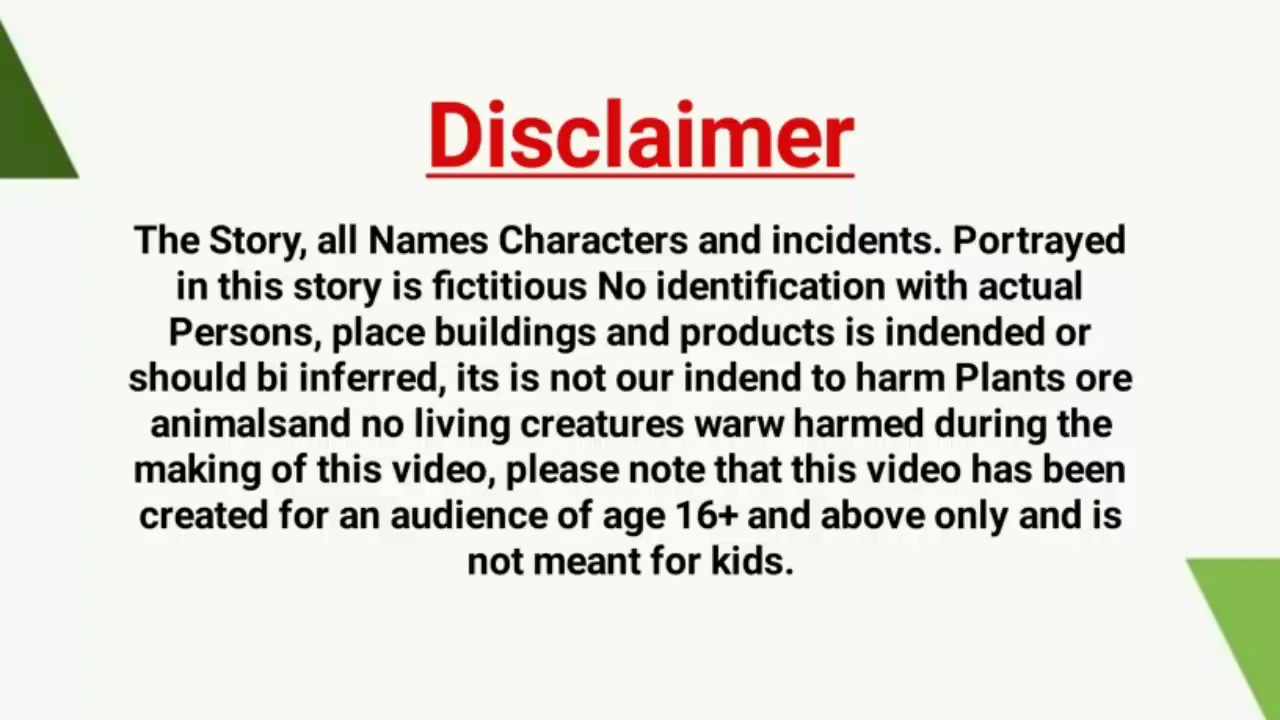 Disclaimer
The Story, all Names Characters and incidents. Portrayed
in this story is fictitious No identification with actual
Persons, place buildings and products is indended or
should bi inferred, its is not our indend to harm Plants ore
animalsand no living creatures warw harmed during the
making of this video, please note that this video has been
created for an audience of age 16+ and above only and is
not meant for kids.